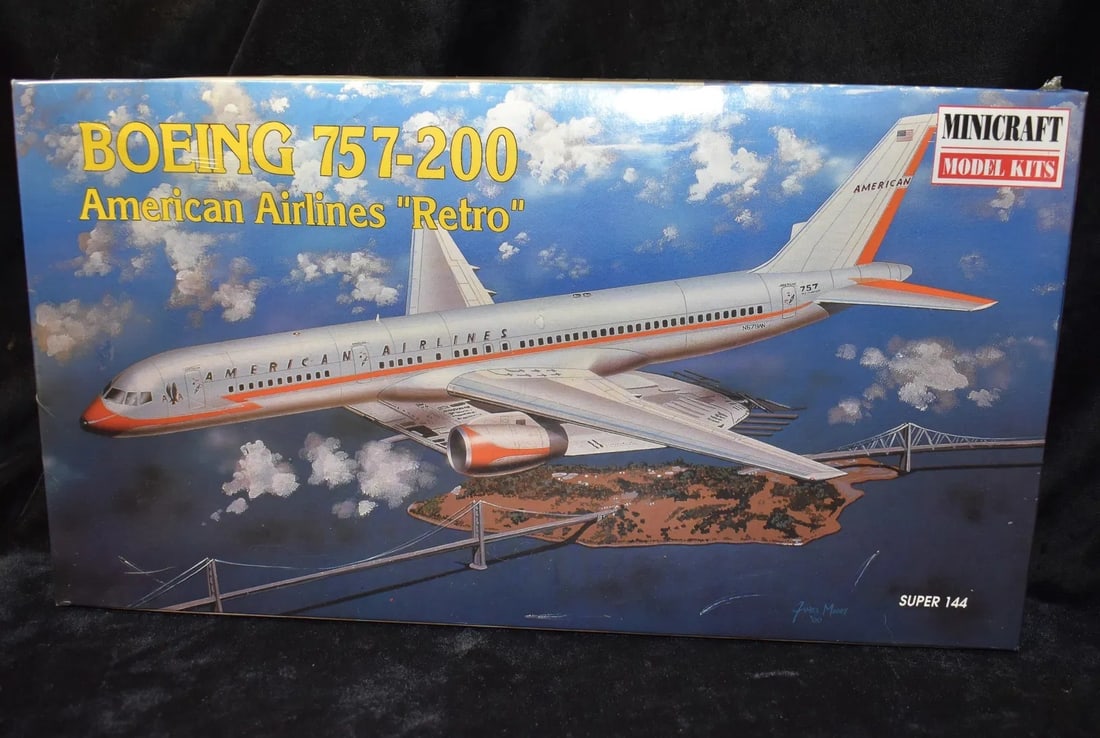 BOEING 757-200
American Airlines "Retro"
MINICRAFT
MODEL KITS
AMERICAN
757
AMERICAN AIRLINES
SUPER 144